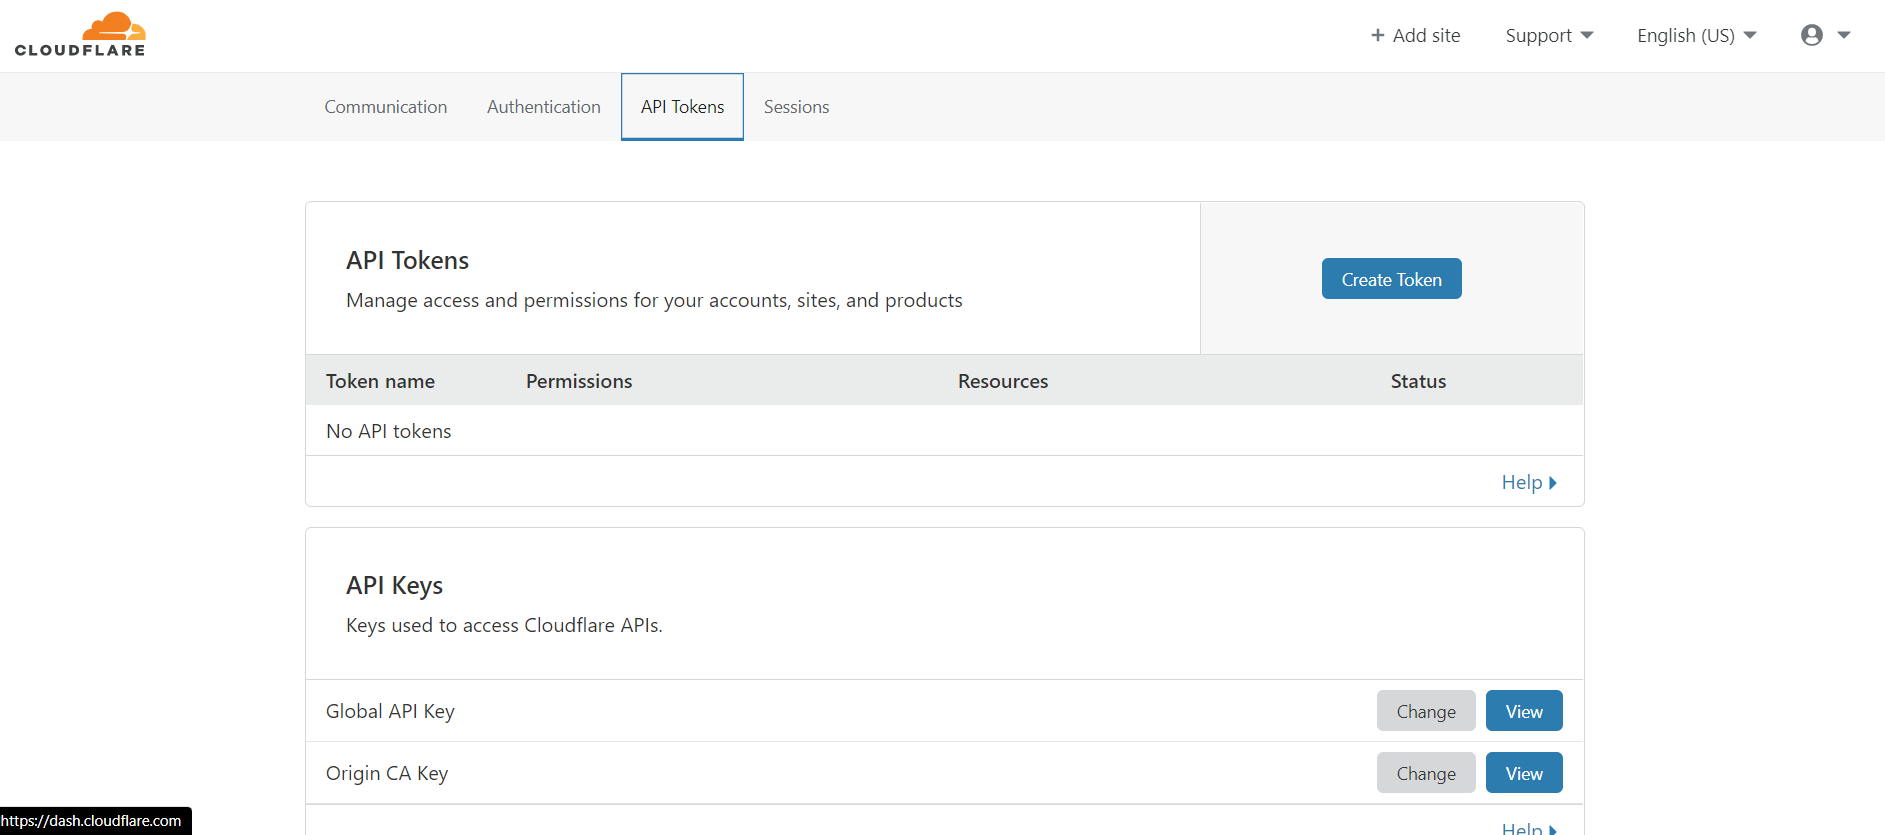 CLOUDFLARE
+ Add site
Support
English (US)
Communication
Authentication
API Tokens
Sessions
API Tokens
Manage access and permissions for your accounts, sites, and products
Create Token
Token name Permissions Resources Status
No API tokens
Help
API Keys
Keys used to access Cloudflare APIs.
Global API Key
Change
View
Origin CA Key
Change
View
Help
https://dash.cloudflare.com